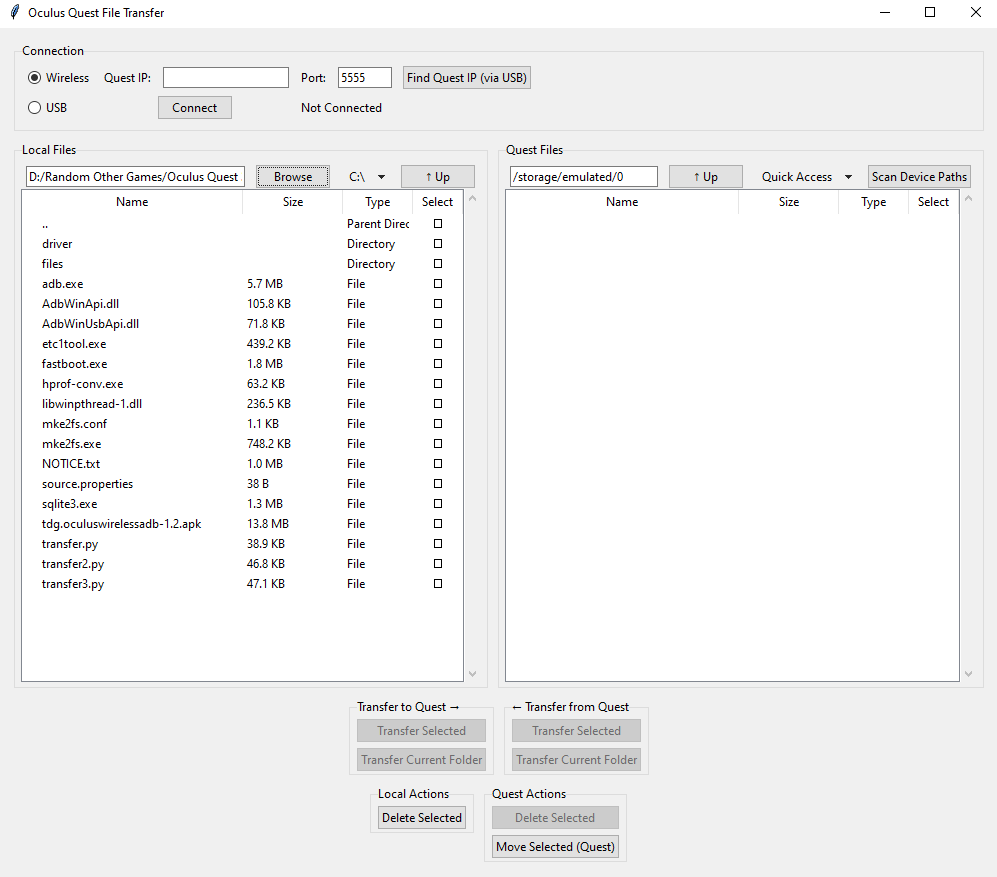 Oculus Quest File Transfer
Connection
Wireless Quest IP: Port: 5555 Find Quest IP (via USB)
USB Connect Not Connected
Local Files
D:/Random Other Games/Oculus Quest Browse C:\ ↑ Up
Name Size Type Select
.. Parent Direc
driver Directory
files Directory
adb.exe 5.7 MB File
AdbWinApi.dll 105.8 KB File
AdbWinUsbApi.dll 71.8 KB File
etc1tool.exe 439.2 KB File
fastboot.exe 1.8 MB File
hprof-conv.exe 63.2 KB File
libwinpthread-1.dll 236.5 KB File
mke2fs.conf 1.1 KB File
mke2fs.exe 748.2 KB File
NOTICE.txt 1.0 MB File
source.properties 38 B File
sqlite3.exe 1.3 MB File
tdg.oculuswirelessadb-1.2.apk 13.8 MB File
transfer.py 38.9 KB File
transfer2.py 46.8 KB File
transfer3.py 47.1 KB File
Quest Files
/storage/emulated/0 ↑ Up Quick Access Scan Device Paths
Name Size Type Select
Transfer to Quest →
Transfer Selected
Transfer Current Folder
← Transfer from Quest
Transfer Selected
Transfer Current Folder
Local Actions
Delete Selected
Quest Actions
Delete Selected
Move Selected (Quest)